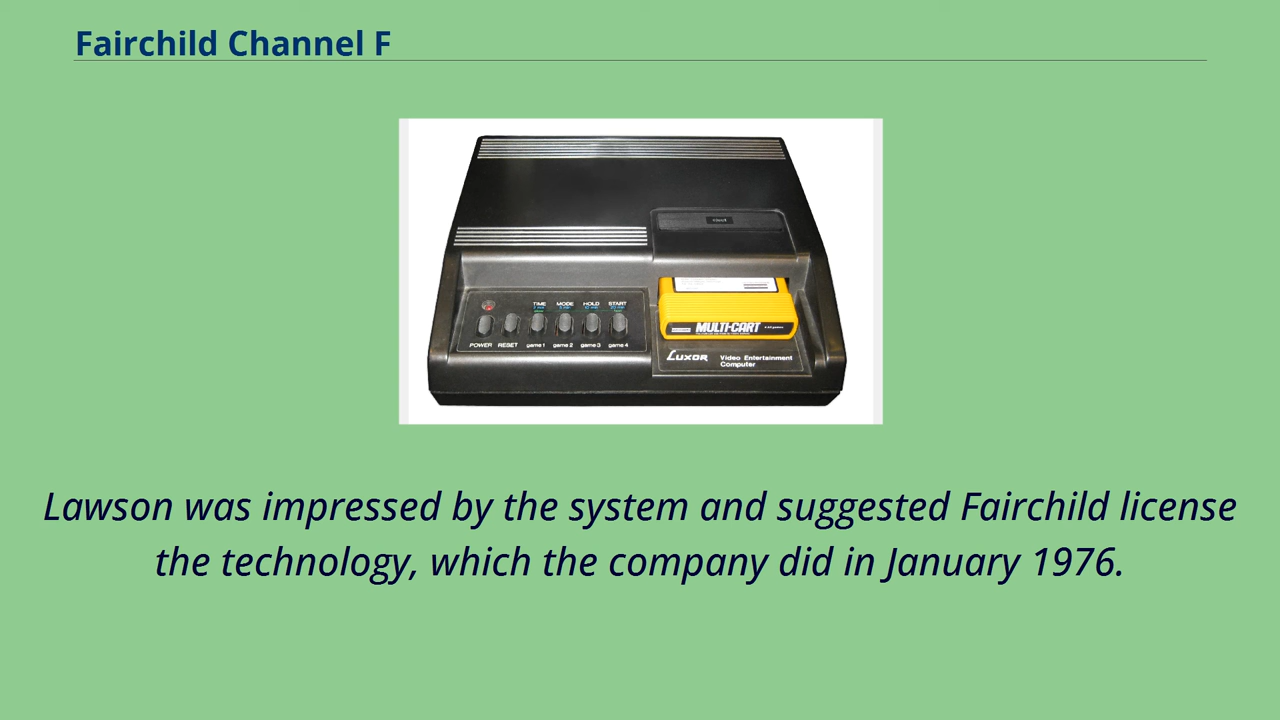 Fairchild Channel F
TIME MODE HOLD START
POWER RESET game 1 game 2 game 3 game 4
MULTI-CART
LUXOR Video Entertainment
Computer
Lawson was impressed by the system and suggested Fairchild license
the technology, which the company did in January 1976.